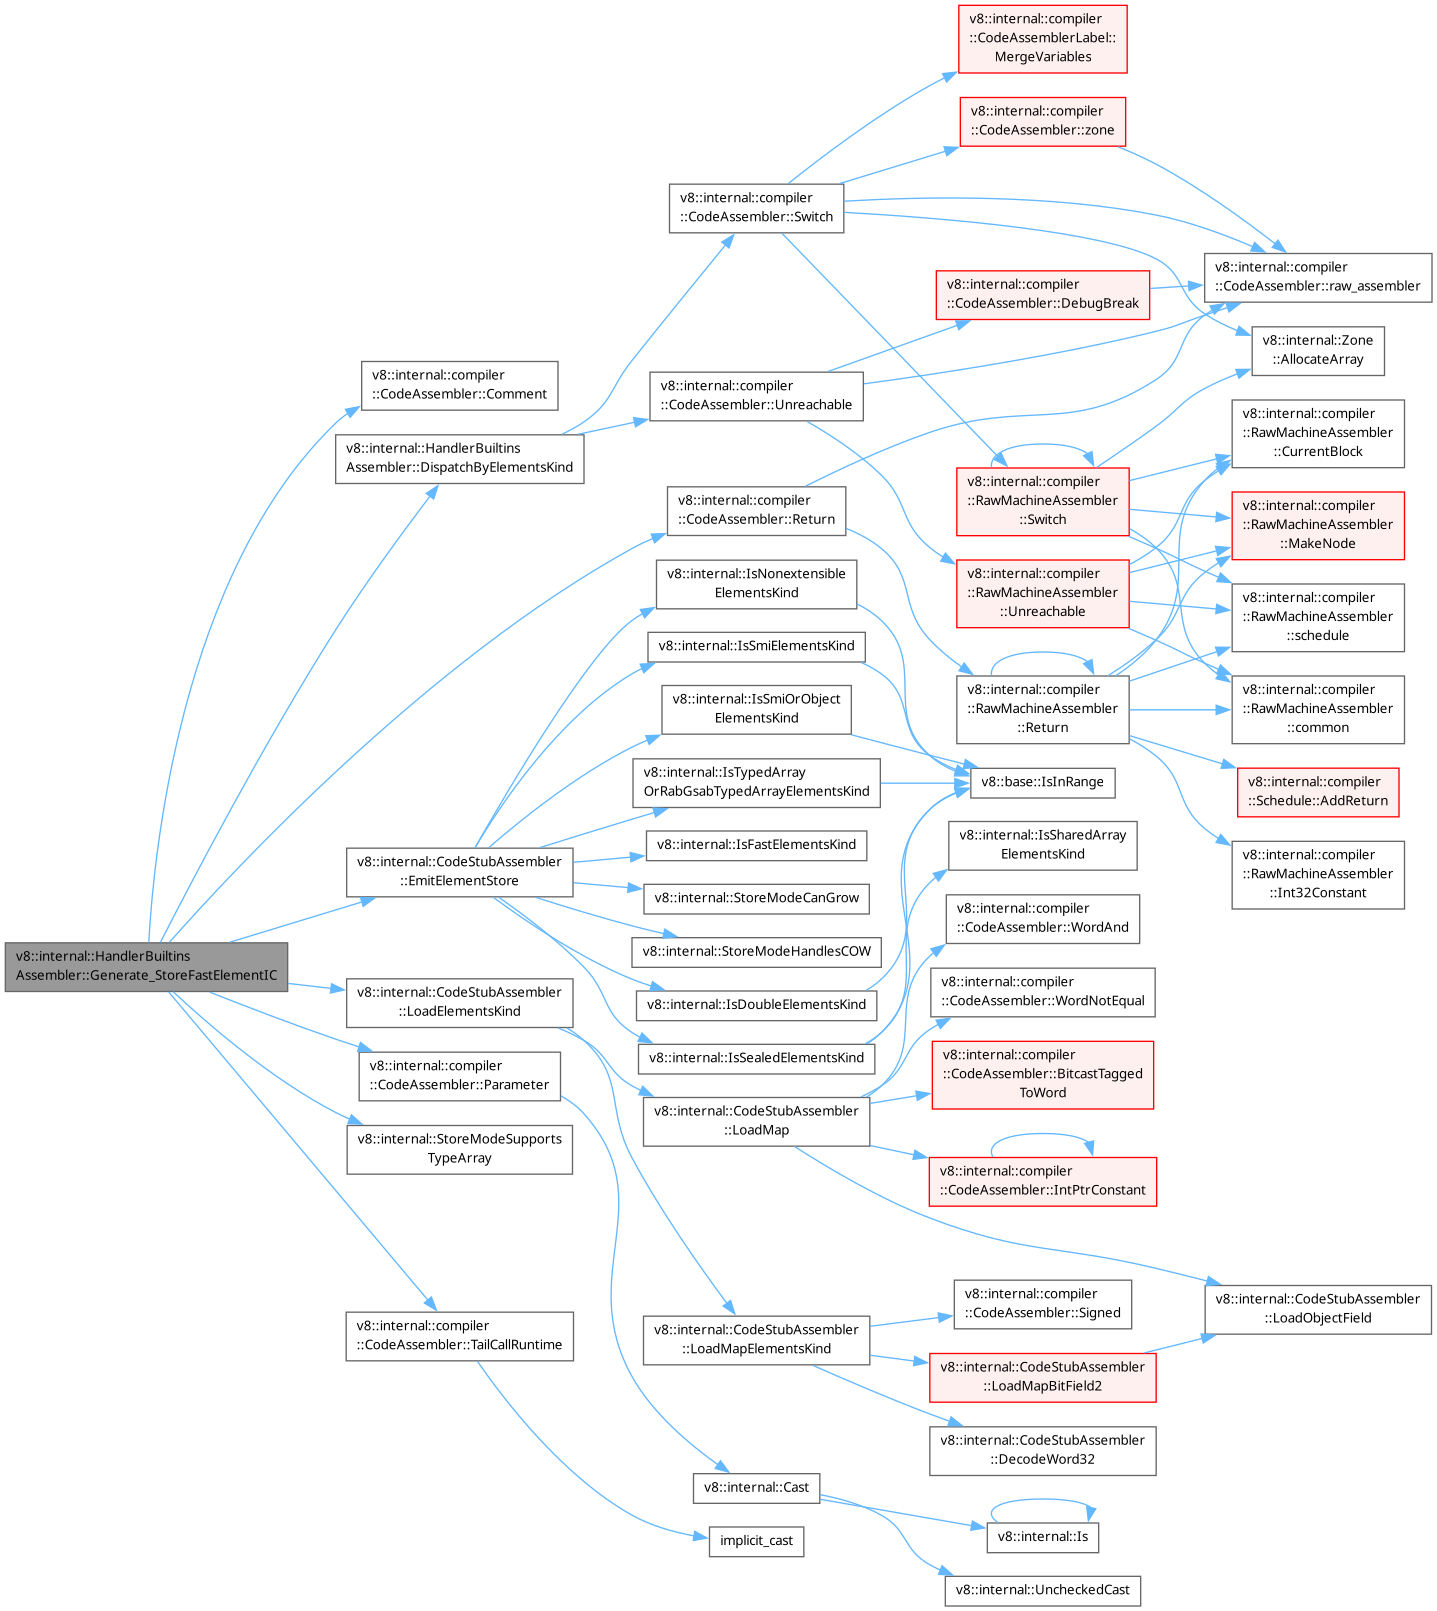 v8::internal::HandlerBuiltins
Assembler::Generate_StoreFastElementIC
v8::internal::compiler
::CodeAssembler::Comment
v8::internal::HandlerBuiltins
Assembler::DispatchByElementsKind
v8::internal::CodeStubAssembler
::EmitElementStore
v8::internal::CodeStubAssembler
::LoadElementsKind
v8::internal::compiler
::CodeAssembler::Parameter
v8::internal::StoreModeSupports
TypeArray
v8::internal::compiler
::CodeAssembler::TailCallRuntime
v8::internal::compiler
::CodeAssembler::Switch
v8::internal::compiler
::CodeAssembler::Unreachable
v8::internal::compiler
::CodeAssembler::Return
v8::internal::IsNonextensible
ElementsKind
v8::internal::IsSmiElementsKind
v8::internal::IsSmiOrObject
ElementsKind
v8::internal::IsTypedArray
OrRabGsabTypedArrayElementsKind
v8::internal::IsFastElementsKind
v8::internal::StoreModeCanGrow
v8::internal::StoreModeHandlesCOW
v8::internal::IsDoubleElementsKind
v8::internal::IsSealedElementsKind
v8::internal::CodeStubAssembler
::LoadMap
v8::internal::CodeStubAssembler
::LoadMapElementsKind
v8::internal::Cast
implicit_cast
v8::internal::compiler
::CodeAssemblerLabel::
MergeVariables
v8::internal::compiler
::CodeAssembler::zone
v8::internal::compiler
::CodeAssembler::DebugBreak
v8::internal::compiler
::RawMachineAssembler
::Switch
v8::internal::compiler
::RawMachineAssembler
::Unreachable
v8::internal::compiler
::RawMachineAssembler
::Return
v8::base::IsInRange
v8::internal::IsSharedArray
ElementsKind
v8::internal::compiler
::CodeAssembler::WordAnd
v8::internal::compiler
::CodeAssembler::WordNotEqual
v8::internal::compiler
::CodeAssembler::BitcastTagged
ToWord
v8::internal::compiler
::CodeAssembler::IntPtrConstant
v8::internal::compiler
::CodeAssembler::Signed
v8::internal::CodeStubAssembler
::LoadMapBitField2
v8::internal::CodeStubAssembler
::DecodeWord32
v8::internal::Is
v8::internal::UncheckedCast
v8::internal::compiler
::CodeAssembler::raw_assembler
v8::internal::Zone
::AllocateArray
v8::internal::compiler
::RawMachineAssembler
::CurrentBlock
v8::internal::compiler
::RawMachineAssembler
::MakeNode
v8::internal::compiler
::RawMachineAssembler
::schedule
v8::internal::compiler
::RawMachineAssembler
::common
v8::internal::compiler
::Schedule::AddReturn
v8::internal::compiler
::RawMachineAssembler
::Int32Constant
v8::internal::CodeStubAssembler
::LoadObjectField